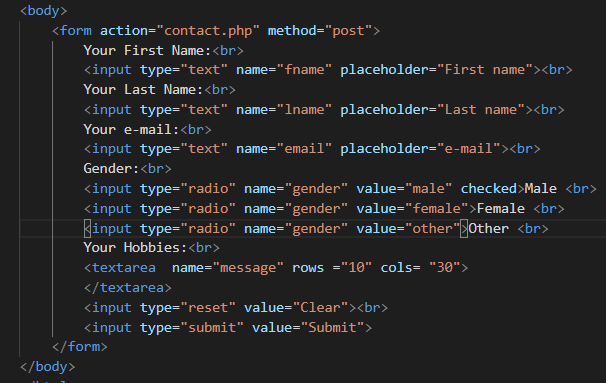 <body>
<form action="contact.php" method="post">
Your First Name:<br>
<input type="text" name="fname" placeholder="First name"><br>
Your Last Name:<br>
<input type="text" name="lname" placeholder="Last name"><br>
Your e-mail:<br>
<input type="text" name="email" placeholder="e-mail"><br>
Gender:<br>
<input type="radio" name="gender" value="male" checked>Male <br>
<input type="radio" name="gender" value="female">Female <br>
<input type="radio" name="gender" value="other">Other <br>
Your Hobbies:<br>
<textarea  name="message" rows ="10" cols= "30">
</textarea>
<input type="reset" value="Clear"><br>
<input type="submit" value="Submit">
</form>
</body>